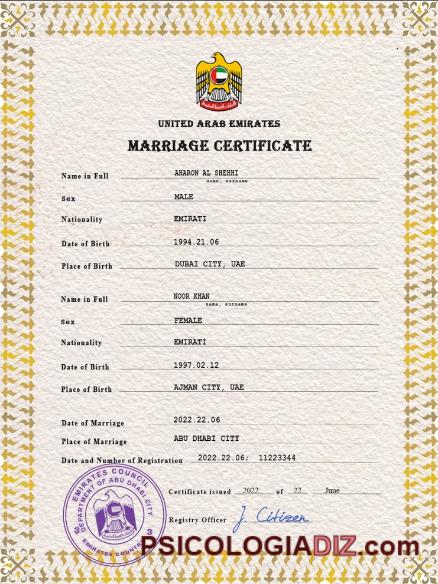 UNITED ARAB EMIRATES
MARRIAGE CERTIFICATE
Name in Full AHARON AL SHEHHI
name, surname
Sex MALE
Nationality EMIRATI
Date of Birth 1994.21.06
Place of Birth DUBAI CITY, UAE
Name in Full NOOR KHAN
name, surname
Sex FEMALE
Nationality EMIRATI
Date of Birth 1997.02.12
Place of Birth AJMAN CITY, UAE
Date of Marriage 2022.22.06
Place of Marriage ABU DHABI CITY
Date and Number of Registration 2022.22.06; 11223344
Certificate issued 2022 of 22 June
Registry Officer J. Citizen
EMIRATES COUNCIL
DEPARTMENT OF ABU DHABI CITY
PSICOLOGIADIZ.com